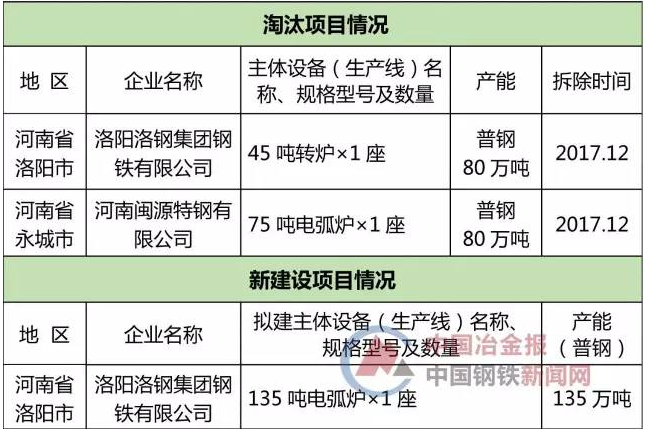 淘汰项目情况
地 区
企业名称
主体设备（生产线）名
称、规格型号及数量
产能
拆除时间
河南省
洛阳市
洛阳洛钢集团钢
铁有限公司
45 吨转炉×1 座
普钢
80 万吨
2017.12
河南省
永城市
河南闽源特钢有
限公司
75 吨电弧炉×1 座
普钢
80 万吨
2017.12
新建设项目情况
地 区
企业名称
拟建主体设备（生产线）名称、
规格型号及数量
产能
（普钢）
河南省
洛阳市
洛阳洛钢集团钢
铁有限公司
135 吨电弧炉×1 座
135 万吨
中国冶金报
中国钢铁新闻网